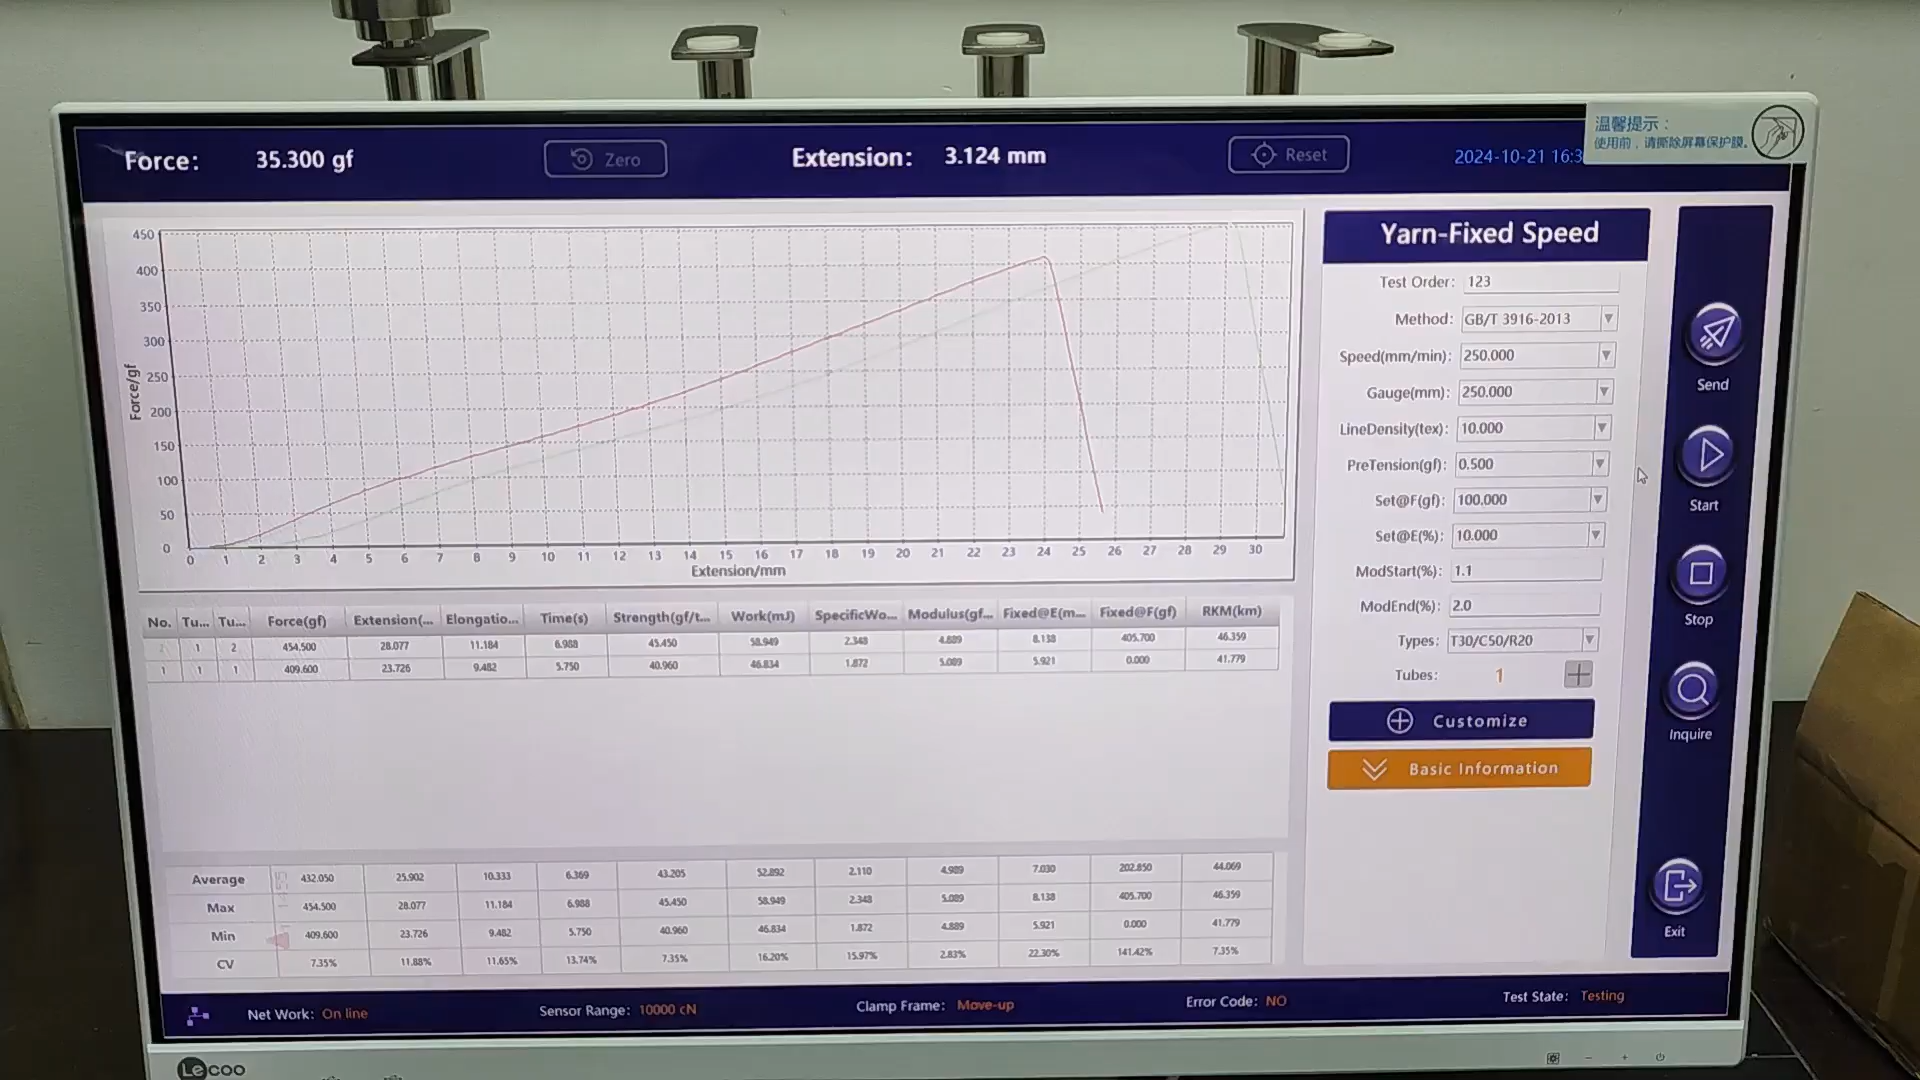 温馨提示：
使用前，请撕除屏幕保护膜。
Force: 35.300 gf Zero Extension: 3.124 mm Reset 2024-10-21 16:3
450
400
350
300
250
200
150
100
50
0
Force/gf
0 1 2 3 4 5 6 7 8 9 10 11 12 13 14 15 16 17 18 19 20 21 22 23 24 25 26 27 28 29 30
Extension/mm
No. Tu... Tu... Force(gf) Extension(... Elongatio... Time(s) Strength(gf/t... Work(mJ) SpecificWo... Modulus(gf... Fixed@E(m... Fixed@F(gf) RKM(km)
2 1 2 454.500 28.077 11.184 6.988 45.450 58.949 2.348 4.889 8.138 405.700 46.359
1 1 1 409.600 23.726 9.482 5.750 40.960 46.834 1.872 5.089 5.921 0.000 41.779
Average 432.050 25.902 10.333 6.369 43.205 52.892 2.110 4.989 7.030 202.850 44.069
Max 454.500 28.077 11.184 6.988 45.450 58.949 2.348 5.089 8.138 405.700 46.359
Min 409.600 23.726 9.482 5.750 40.960 46.834 1.872 4.889 5.921 0.000 41.779
CV 7.35% 11.88% 11.65% 13.74% 7.35% 16.20% 15.97% 2.83% 22.30% 141.42% 7.35%
Yarn-Fixed Speed
Test Order: 123
Method: GB/T 3916-2013
Speed(mm/min): 250.000
Gauge(mm): 250.000
LineDensity(tex): 10.000
PreTension(gf): 0.500
Set@F(gf): 100.000
Set@E(%): 10.000
ModStart(%): 1.1
ModEnd(%): 2.0
Types: T30/C50/R20
Tubes: 1
Customize
Basic Information
Send
Start
Stop
Inquire
Exit
Net Work: On line Sensor Range: 10000 cN Clamp Frame: Move-up Error Code: NO Test State: Testing
Lecoo